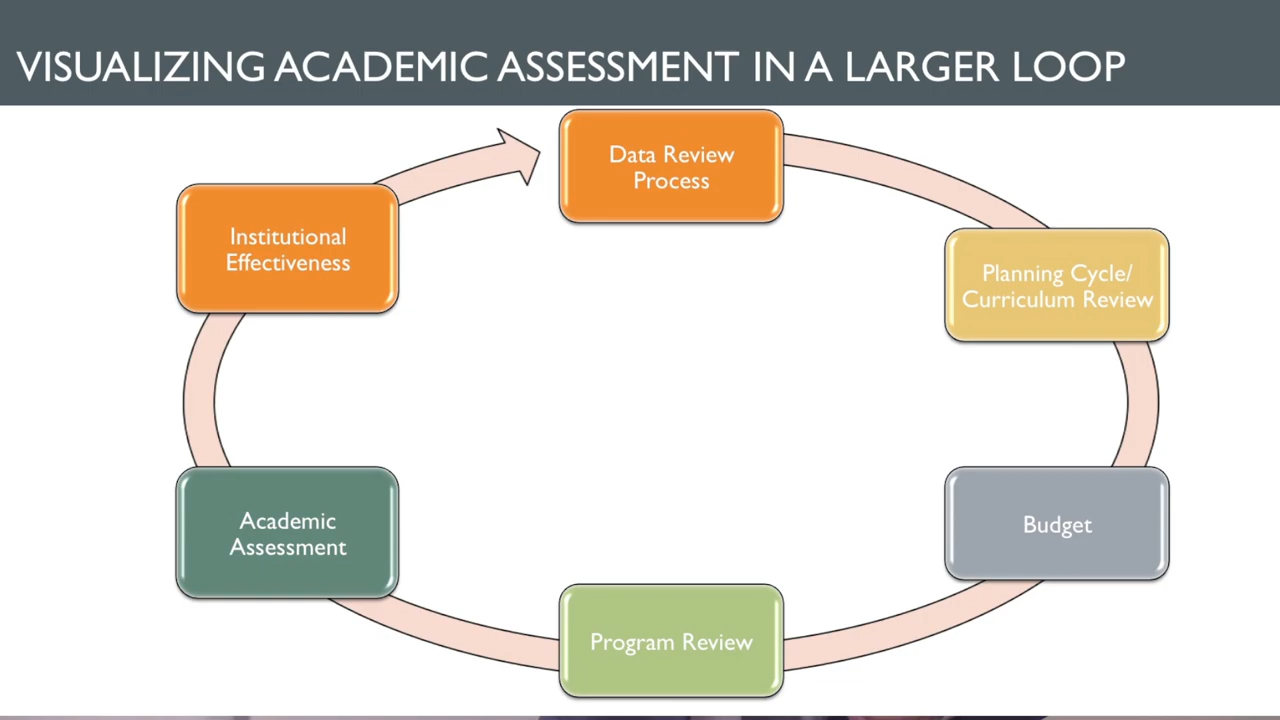 VISUALIZING ACADEMIC ASSESSMENT IN A LARGER LOOP
Data Review
Process
Planning Cycle/
Curriculum Review
Budget
Program Review
Academic
Assessment
Institutional
Effectiveness